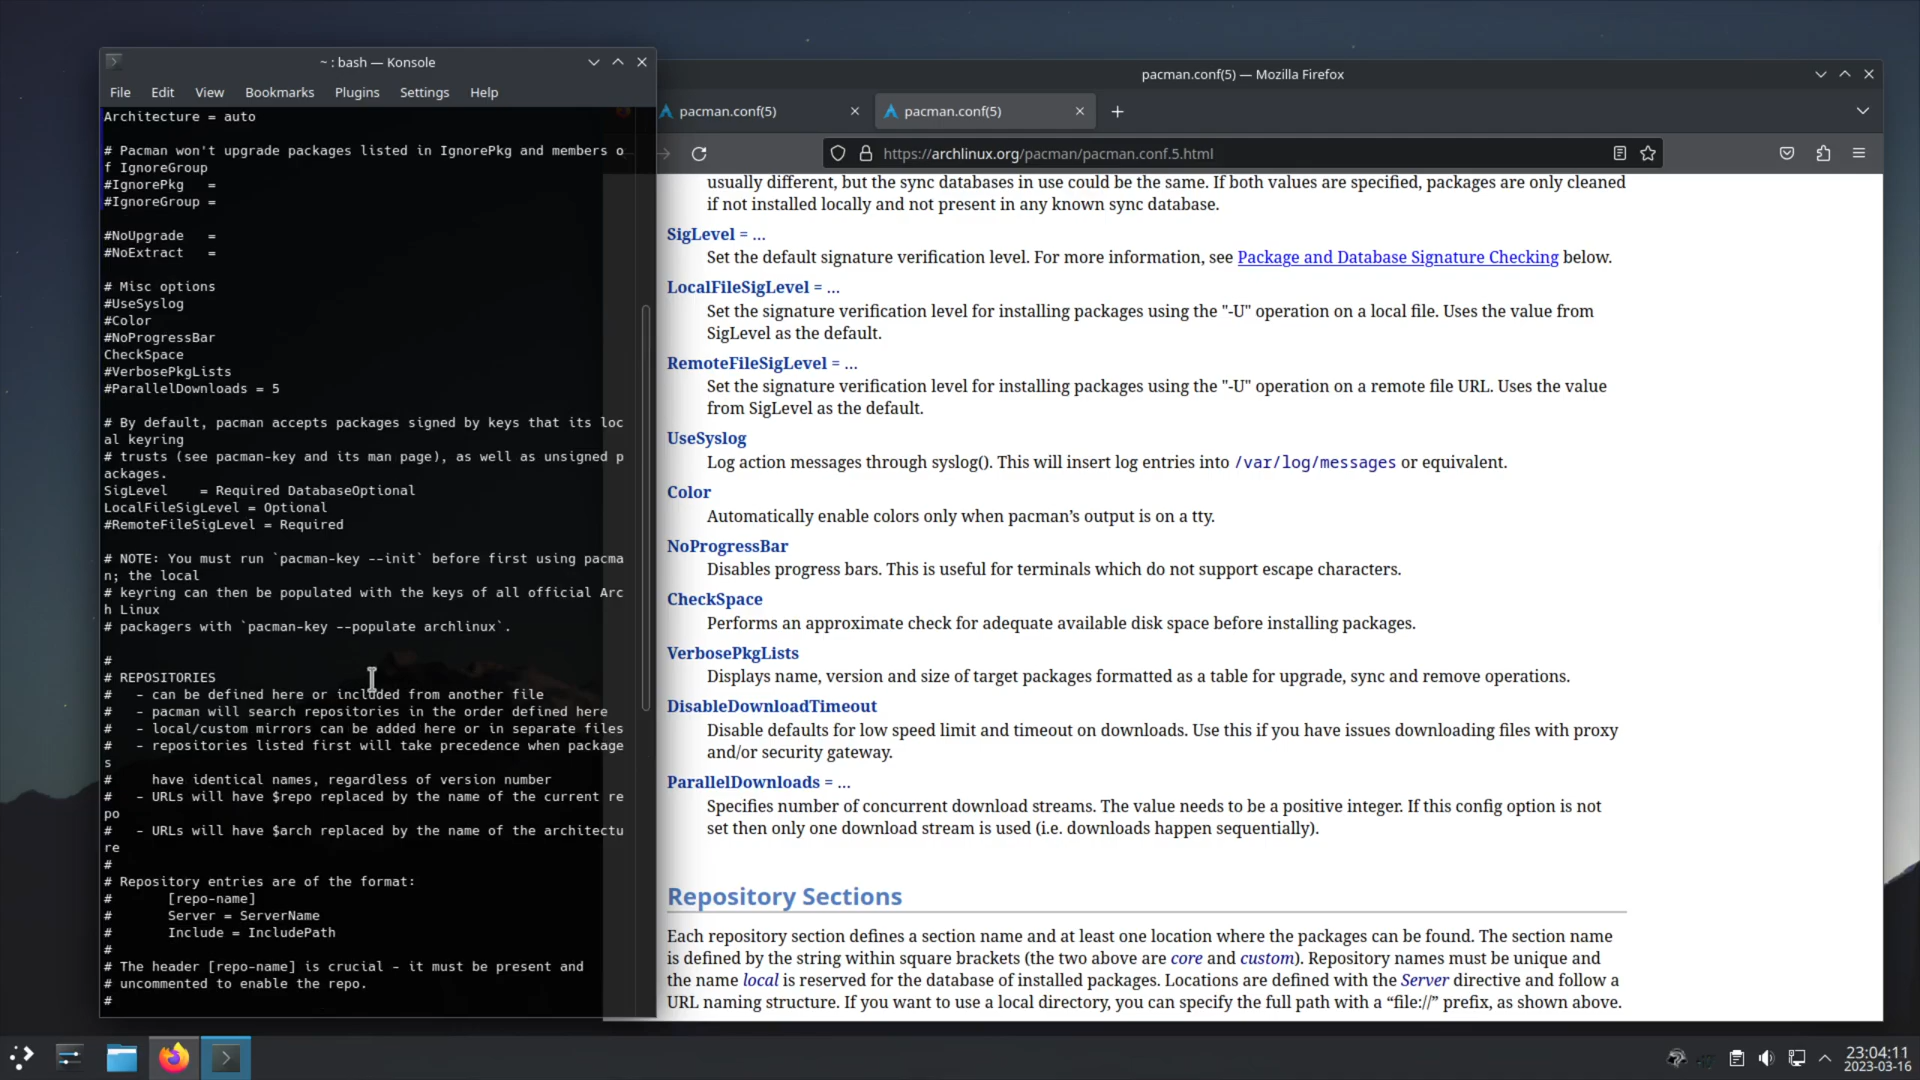 ~ : bash — Konsole
File Edit View Bookmarks Plugins Settings Help
Architecture = auto
# Pacman won't upgrade packages listed in IgnorePkg and members o
f IgnoreGroup
#IgnorePkg   =
#IgnoreGroup =
#NoUpgrade   =
#NoExtract   =
# Misc options
#UseSyslog
#Color
#NoProgressBar
CheckSpace
#VerbosePkgLists
#ParallelDownloads = 5
# By default, pacman accepts packages signed by keys that its loc
al keyring
# trusts (see pacman-key and its man page), as well as unsigned p
ackages.
SigLevel    = Required DatabaseOptional
LocalFileSigLevel = Optional
#RemoteFileSigLevel = Required
# NOTE: You must run `pacman-key --init` before first using pacma
n; the local
# keyring can then be populated with the keys of all official Arc
h Linux
# packagers with `pacman-key --populate archlinux`.
#
# REPOSITORIES
#   - can be defined here or included from another file
#   - pacman will search repositories in the order defined here
#   - local/custom mirrors can be added here or in separate files
#   - repositories listed first will take precedence when package
s
#     have identical names, regardless of version number
#   - URLs will have $repo replaced by the name of the current re
po
#   - URLs will have $arch replaced by the name of the architectu
re
#
# Repository entries are of the format:
#       [repo-name]
#       Server = ServerName
#       Include = IncludePath
#
# The header [repo-name] is crucial - it must be present and
# uncommented to enable the repo.
#
pacman.conf(5) — Mozilla Firefox
pacman.conf(5)
pacman.conf(5)
https://archlinux.org/pacman/pacman.conf.5.html
usually different, but the sync databases in use could be the same. If both values are specified, packages are only cleaned
if not installed locally and not present in any known sync database.
SigLevel = ...
Set the default signature verification level. For more information, see Package and Database Signature Checking below.
LocalFileSigLevel = ...
Set the signature verification level for installing packages using the "-U" operation on a local file. Uses the value from
SigLevel as the default.
RemoteFileSigLevel = ...
Set the signature verification level for installing packages using the "-U" operation on a remote file URL. Uses the value
from SigLevel as the default.
UseSyslog
Log action messages through syslog(). This will insert log entries into /var/log/messages or equivalent.
Color
Automatically enable colors only when pacman’s output is on a tty.
NoProgressBar
Disables progress bars. This is useful for terminals which do not support escape characters.
CheckSpace
Performs an approximate check for adequate available disk space before installing packages.
VerbosePkgLists
Displays name, version and size of target packages formatted as a table for upgrade, sync and remove operations.
DisableDownloadTimeout
Disable defaults for low speed limit and timeout on downloads. Use this if you have issues downloading files with proxy
and/or security gateway.
ParallelDownloads = ...
Specifies number of concurrent download streams. The value needs to be a positive integer. If this config option is not
set then only one download stream is used (i.e. downloads happen sequentially).
Repository Sections
Each repository section defines a section name and at least one location where the packages can be found. The section name
is defined by the string within square brackets (the two above are core and custom). Repository names must be unique and
the name local is reserved for the database of installed packages. Locations are defined with the Server directive and follow a
URL naming structure. If you want to use a local directory, you can specify the full path with a “file://” prefix, as shown above.
23:04:11
2023-03-16